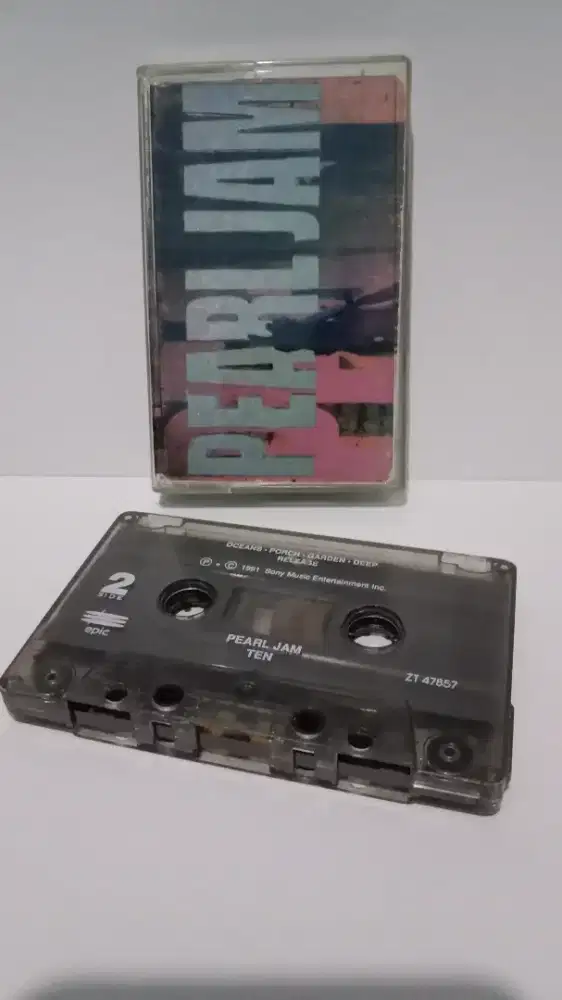 PEARL JAM
OCEANS · PORCH · GARDEN · DEEP
RELEASE
℗ · © 1991 Sony Music Entertainment Inc.
2
SIDE
epic
PEARL JAM
TEN
ZT 47857